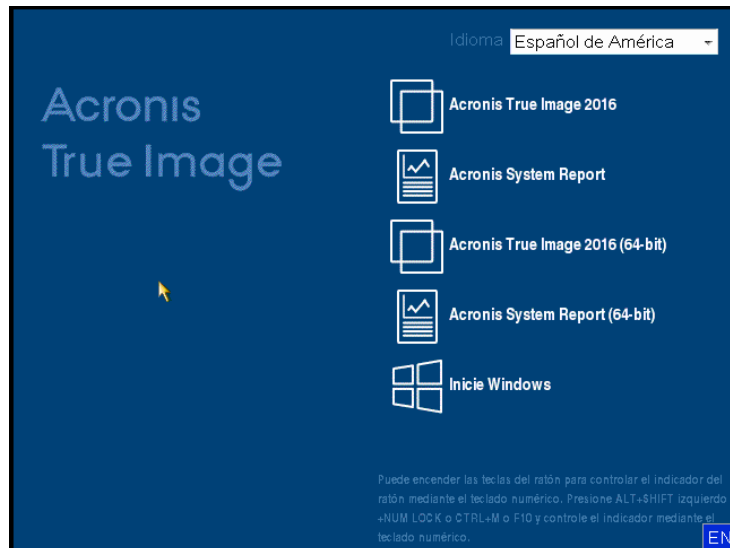 Idioma Español de América
Acronis
True Image
Acronis True Image 2016
Acronis System Report
Acronis True Image 2016 (64-bit)
Acronis System Report (64-bit)
Inicie Windows
Puede encender las teclas del ratón para controlar el indicador del
ratón mediante el teclado numérico. Presione ALT+SHIFT izquierdo
+NUM LOCK o CTRL+M o F10 y controle el indicador mediante el
teclado numérico.
EN